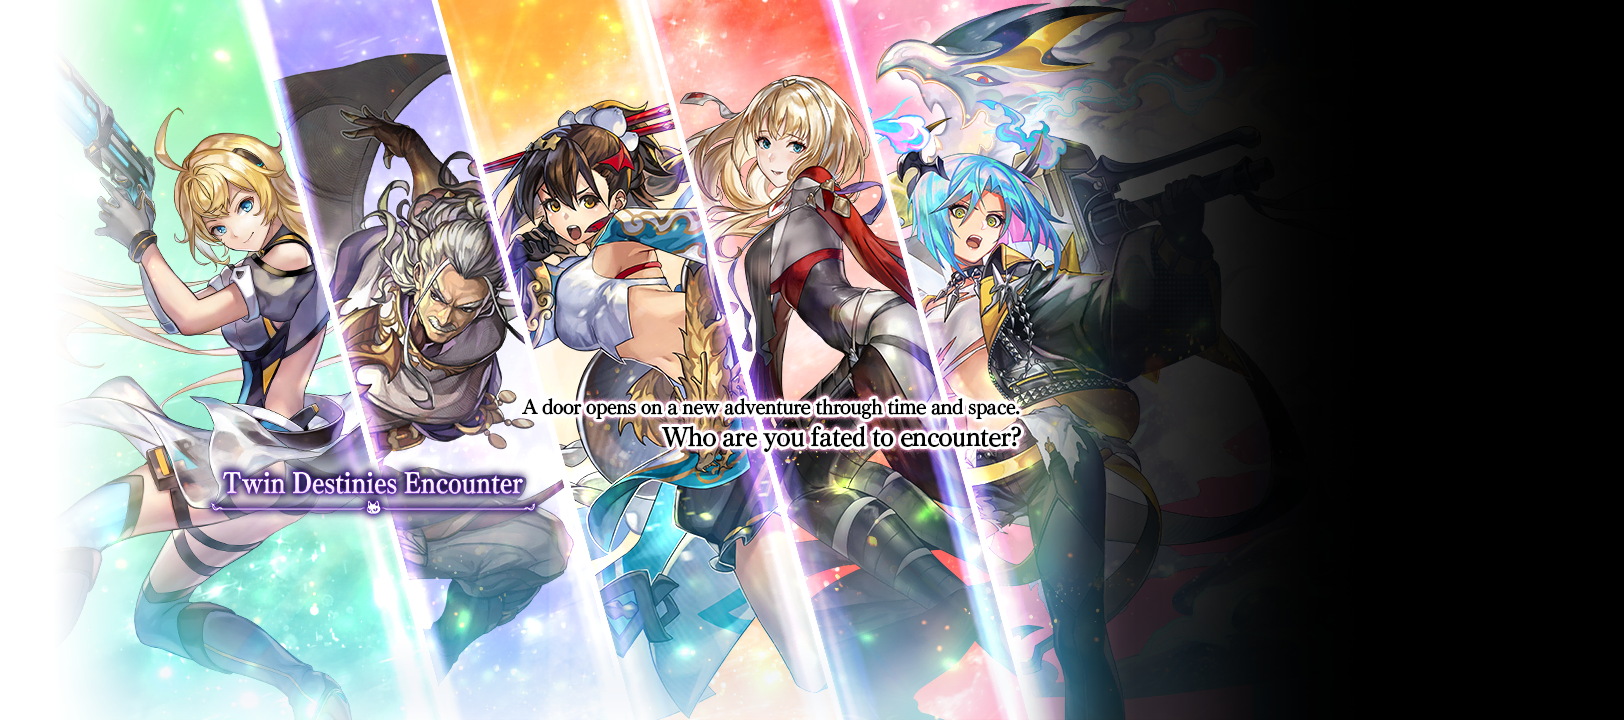 A door opens on a new adventure through time and space.
Who are you fated to encounter?
Twin Destinies Encounter